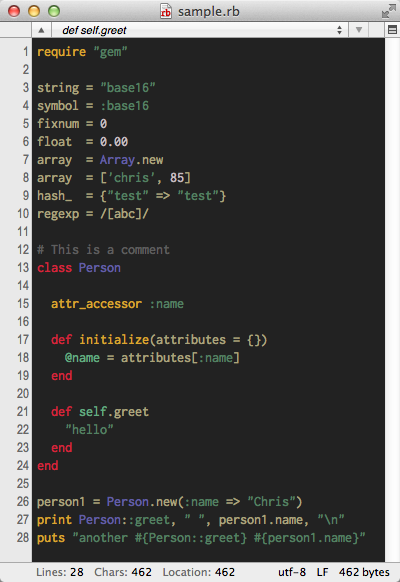 rb sample.rb
def self.greet
1 require "gem"
2
3 string = "base16"
4 symbol = :base16
5 fixnum = 0
6 float  = 0.00
7 array  = Array.new
8 array  = ['chris', 85]
9 hash_  = {"test" => "test"}
10 regexp = /[abc]/
11
12 # This is a comment
13 class Person
14
15   attr_accessor :name
16
17   def initialize(attributes = {})
18     @name = attributes[:name]
19   end
20
21   def self.greet
22     "hello"
23   end
24 end
25
26 person1 = Person.new(:name => "Chris")
27 print Person::greet, " ", person1.name, "\n"
28 puts "another #{Person::greet} #{person1.name}"
Lines: 28 Chars: 462 Location: 462 utf-8 LF 462 bytes